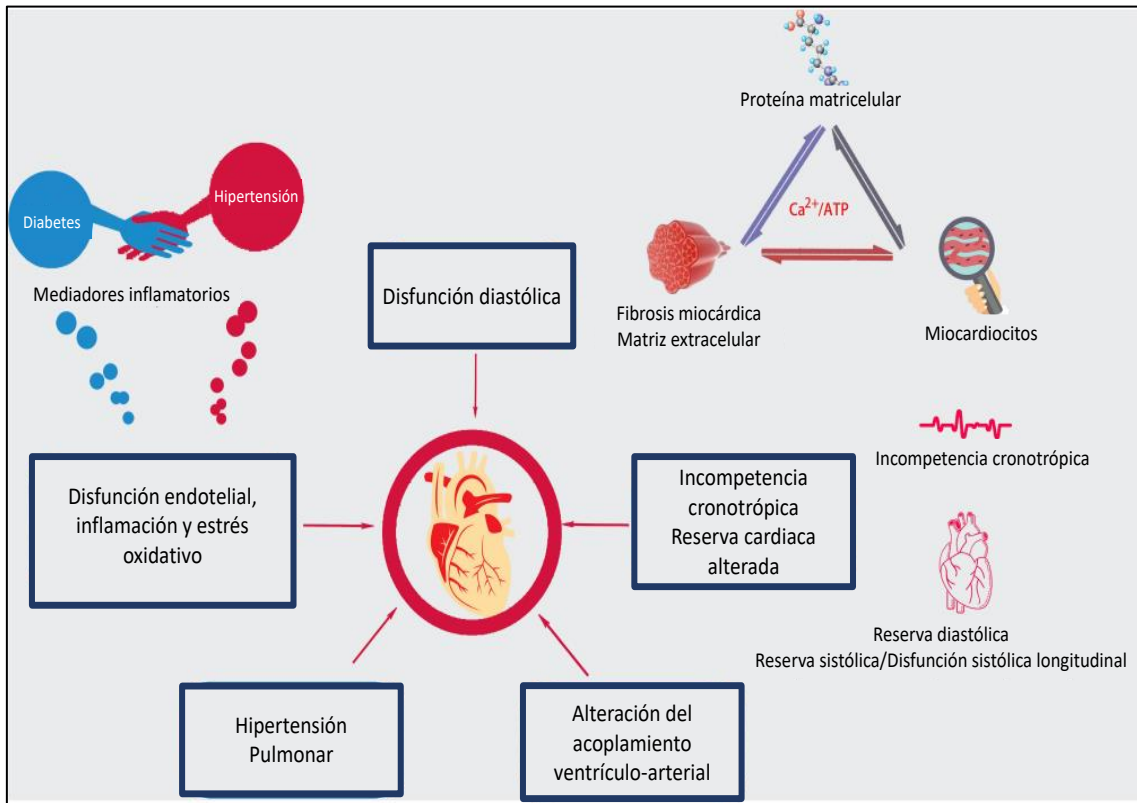 Proteína matricelular
Ca2+/ATP
Fibrosis miocárdica
Matriz extracelular
Miocardiocitos
Diabetes
Hipertensión
Mediadores inflamatorios
Disfunción diastólica
Disfunción endotelial,
inflamación y estrés
oxidativo
Incompetencia
cronotrópica
Reserva cardiaca
alterada
Incompetencia cronotrópica
Reserva diastólica
Reserva sistólica/Disfunción sistólica longitudinal
Hipertensión
Pulmonar
Alteración del
acoplamiento
ventrículo-arterial